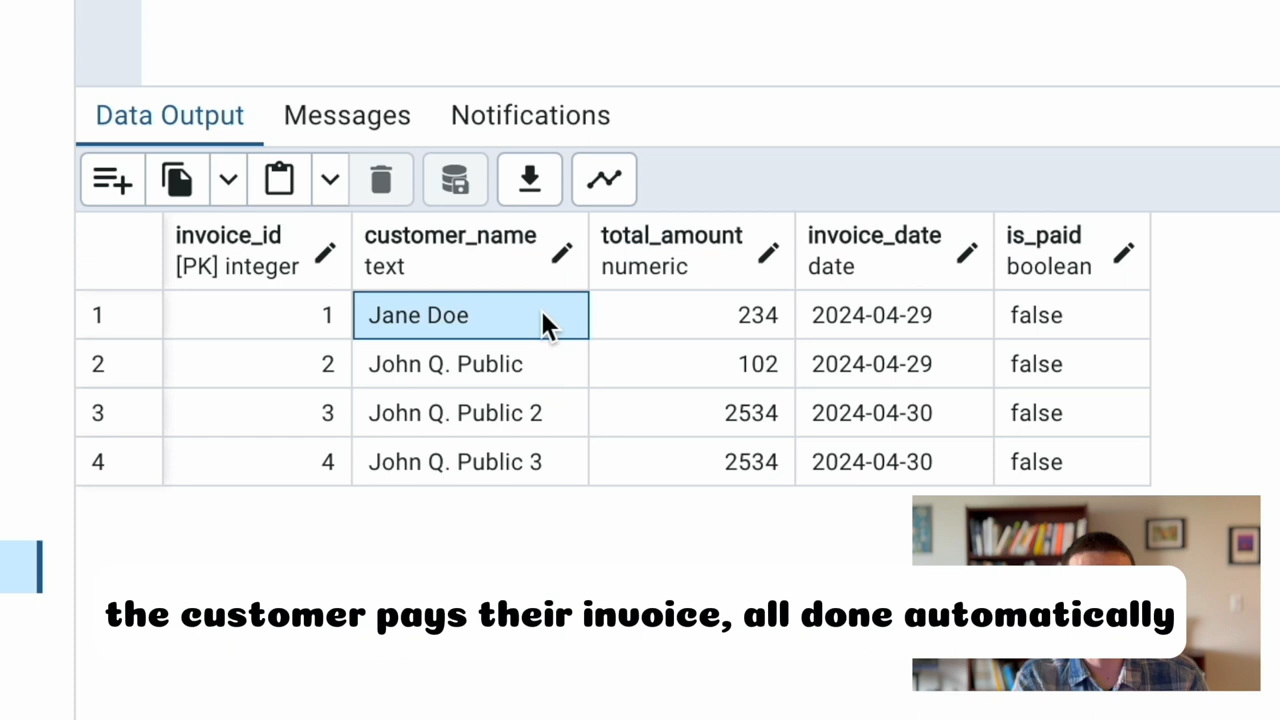 Data Output Messages Notifications
invoice_id customer_name total_amount invoice_date is_paid
[PK] integer text numeric date boolean
1 1 Jane Doe 234 2024-04-29 false
2 2 John Q. Public 102 2024-04-29 false
3 3 John Q. Public 2 2534 2024-04-30 false
4 4 John Q. Public 3 2534 2024-04-30 false
the customer pays their invoice, all done automatically